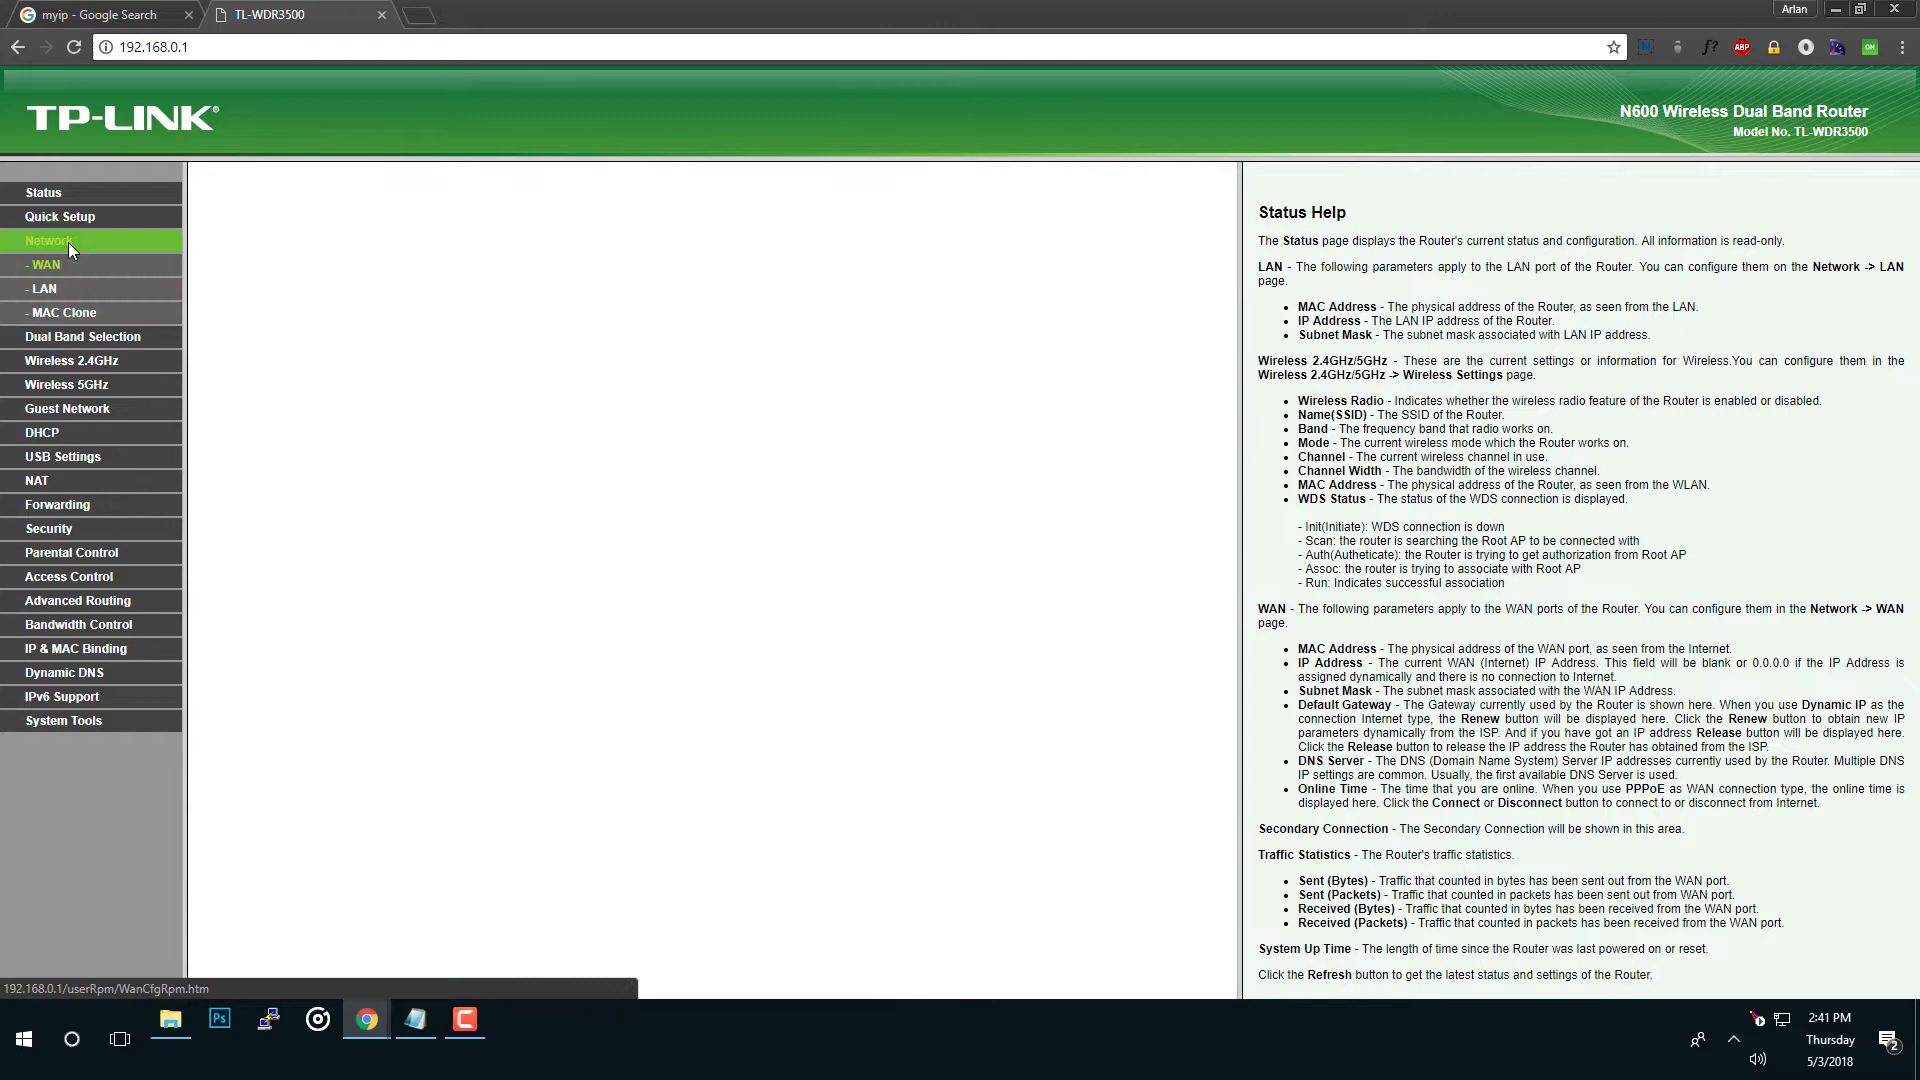 myip - Google Search
TL-WDR3500
Arlan
192.168.0.1
f?
ABP
ON
TP-LINK®
N600 Wireless Dual Band Router
Model No. TL-WDR3500
Status
Quick Setup
Network
- WAN
- LAN
- MAC Clone
Dual Band Selection
Wireless 2.4GHz
Wireless 5GHz
Guest Network
DHCP
USB Settings
NAT
Forwarding
Security
Parental Control
Access Control
Advanced Routing
Bandwidth Control
IP & MAC Binding
Dynamic DNS
IPv6 Support
System Tools
Status Help
The Status page displays the Router's current status and configuration. All information is read-only.
LAN - The following parameters apply to the LAN port of the Router. You can configure them on the Network -> LAN
page.
MAC Address - The physical address of the Router, as seen from the LAN.
IP Address - The LAN IP address of the Router.
Subnet Mask - The subnet mask associated with LAN IP address.
Wireless 2.4GHz/5GHz - These are the current settings or information for Wireless.You can configure them in the
Wireless 2.4GHz/5GHz -> Wireless Settings page.
Wireless Radio - Indicates whether the wireless radio feature of the Router is enabled or disabled.
Name(SSID) - The SSID of the Router.
Band - The frequency band that radio works on.
Mode - The current wireless mode which the Router works on.
Channel - The current wireless channel in use.
Channel Width - The bandwidth of the wireless channel.
MAC Address - The physical address of the Router, as seen from the WLAN.
WDS Status - The status of the WDS connection is displayed.
- Init(Initiate): WDS connection is down
- Scan: the router is searching the Root AP to be connected with
- Auth(Autheticate): the Router is trying to get authorization from Root AP
- Assoc: the router is trying to associate with Root AP
- Run: Indicates successful association
WAN - The following parameters apply to the WAN ports of the Router. You can configure them in the Network -> WAN
page.
MAC Address - The physical address of the WAN port, as seen from the Internet.
IP Address - The current WAN (Internet) IP Address. This field will be blank or 0.0.0.0 if the IP Address is
assigned dynamically and there is no connection to Internet.
Subnet Mask - The subnet mask associated with the WAN IP Address.
Default Gateway - The Gateway currently used by the Router is shown here. When you use Dynamic IP as the
connection Internet type, the Renew button will be displayed here. Click the Renew button to obtain new IP
parameters dynamically from the ISP. And if you have got an IP address Release button will be displayed here.
Click the Release button to release the IP address the Router has obtained from the ISP.
DNS Server - The DNS (Domain Name System) Server IP addresses currently used by the Router. Multiple DNS
IP settings are common. Usually, the first available DNS Server is used.
Online Time - The time that you are online. When you use PPPoE as WAN connection type, the online time is
displayed here. Click the Connect or Disconnect button to connect to or disconnect from Internet.
Secondary Connection - The Secondary Connection will be shown in this area.
Traffic Statistics - The Router's traffic statistics.
Sent (Bytes) - Traffic that counted in bytes has been sent out from the WAN port.
Sent (Packets) - Traffic that counted in packets has been sent out from WAN port.
Received (Bytes) - Traffic that counted in bytes has been received from the WAN port.
Received (Packets) - Traffic that counted in packets has been received from the WAN port.
System Up Time - The length of time since the Router was last powered on or reset.
Click the Refresh button to get the latest status and settings of the Router.
192.168.0.1/userRpm/WanCfgRpm.htm
Ps
C
2:41 PM
Thursday
5/3/2018
2